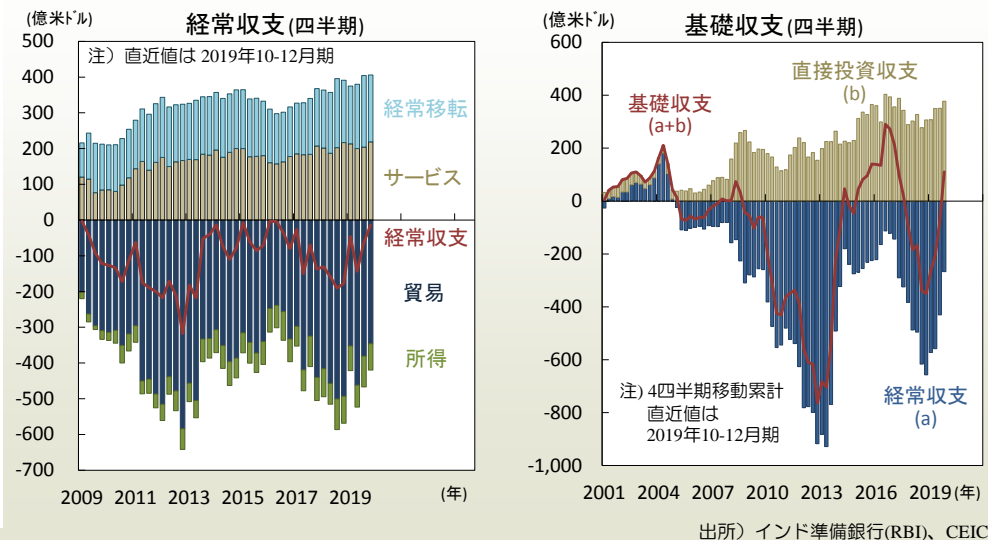 (億米ドル)
経常収支(四半期)
注）直近値は 2019年10-12月期
500
400
300
200
100
0
-100
-200
-300
-400
-500
-600
-700
経常移転
サービス
経常収支
貿易
所得
2009 2011 2013 2015 2017 2019 (年)
(億米ドル)
基礎収支(四半期)
600
400
200
0
-200
-400
-600
-800
-1,000
直接投資収支
(b)
基礎収支
(a+b)
経常収支
(a)
注) 4四半期移動累計
直近値は
2019年10-12月期
2001 2004 2007 2010 2013 2016 2019 (年)
出所）インド準備銀行(RBI)、CEIC